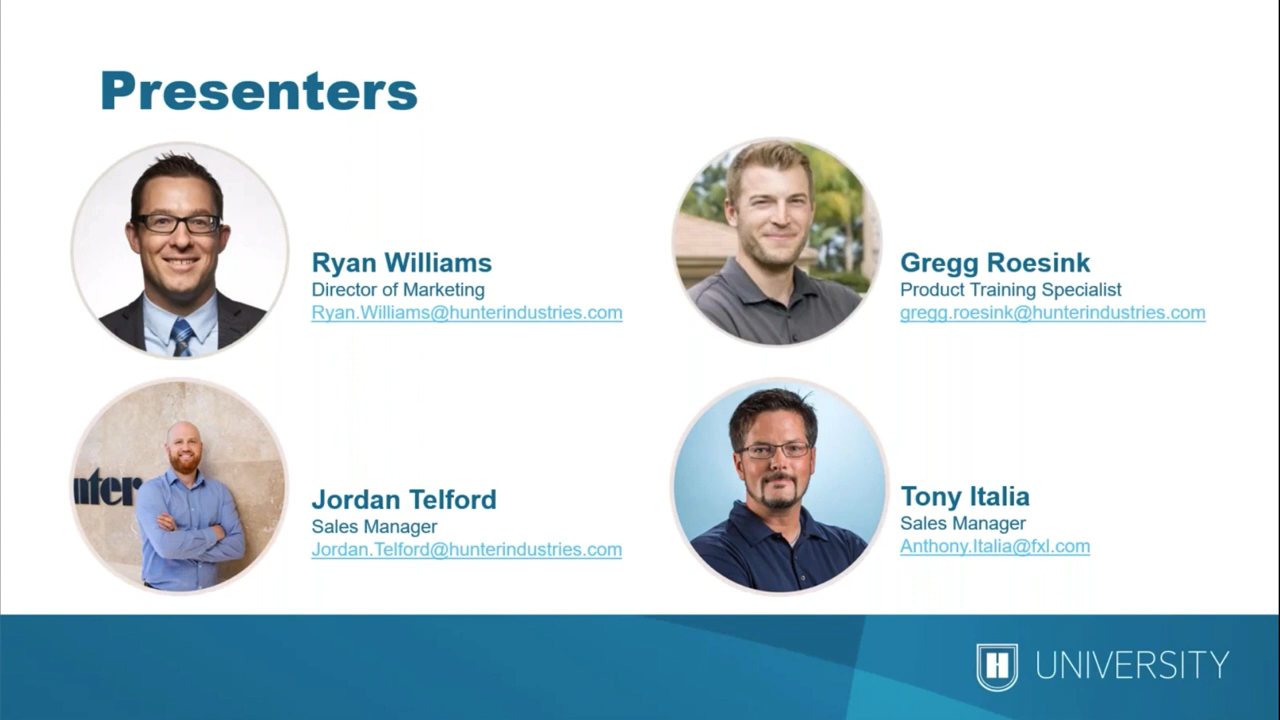 Presenters
Ryan Williams
Director of Marketing
Ryan.Williams@hunterindustries.com
Gregg Roesink
Product Training Specialist
gregg.roesink@hunterindustries.com
nter
Jordan Telford
Sales Manager
Jordan.Telford@hunterindustries.com
Tony Italia
Sales Manager
Anthony.Italia@fxl.com
H UNIVERSITY